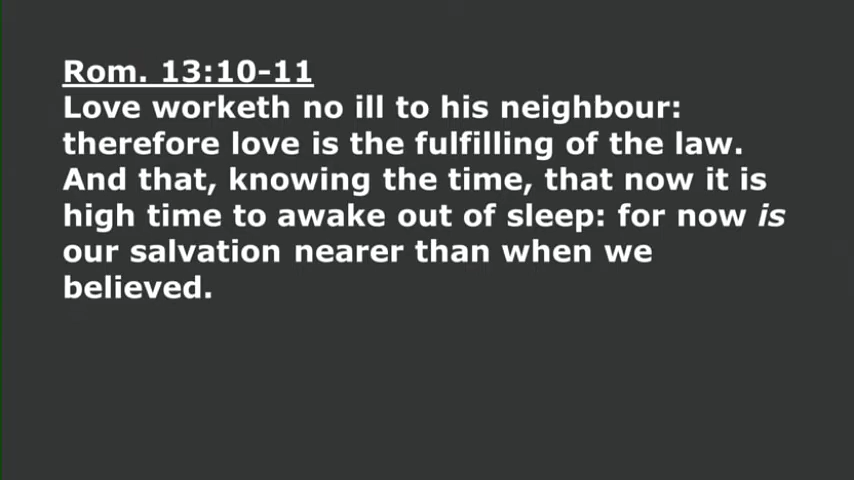 Rom. 13:10-11
Love worketh no ill to his neighbour:
therefore love is the fulfilling of the law.
And that, knowing the time, that now it is
high time to awake out of sleep: for now is
our salvation nearer than when we
believed.